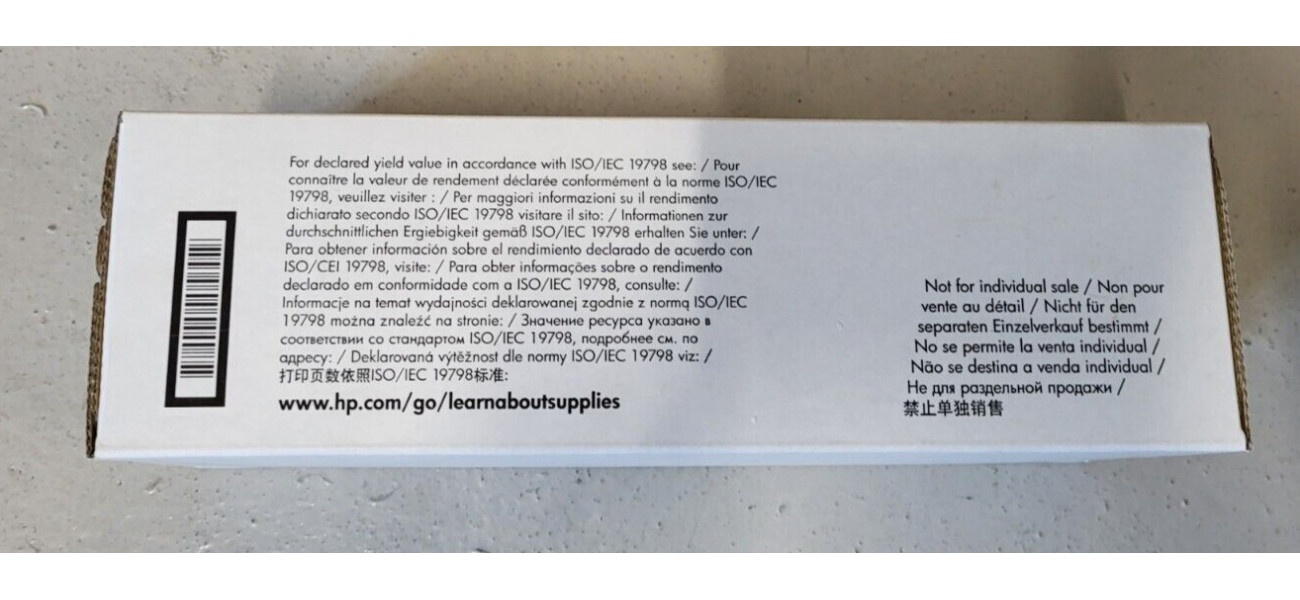 For declared yield value in accordance with ISO/IEC 19798 see: / Pour
connaître la valeur de rendement déclarée conformément à la norme ISO/IEC
19798, veuillez visiter : / Per maggiori informazioni su il rendimento
dichiarato secondo ISO/IEC 19798 visitare il sito: / Informationen zur
durchschnittlichen Ergiebigkeit gemäß ISO/IEC 19798 erhalten Sie unter: /
Para obtener información sobre el rendimiento declarado de acuerdo con
ISO/CEI 19798, visite: / Para obter informações sobre o rendimento
declarado em conformidade com a ISO/IEC 19798, consulte: /
Informacje na temat wydajności deklarowanej zgodnie z normą ISO/IEC
19798 można znaleźć na stronie: / Значение ресурса указано в
соответствии со стандартом ISO/IEC 19798, подробнее см. по
адресу: / Deklarovaná výtěžnost dle normy ISO/IEC 19798 viz: /
打印页数依照ISO/IEC 19798标准:
www.hp.com/go/learnaboutsupplies
Not for individual sale / Non pour
vente au détail / Nicht für den
separaten Einzelverkauf bestimmt /
No se permite la venta individual /
Não se destina a venda individual /
Не для раздельной продажи /
禁止单独销售